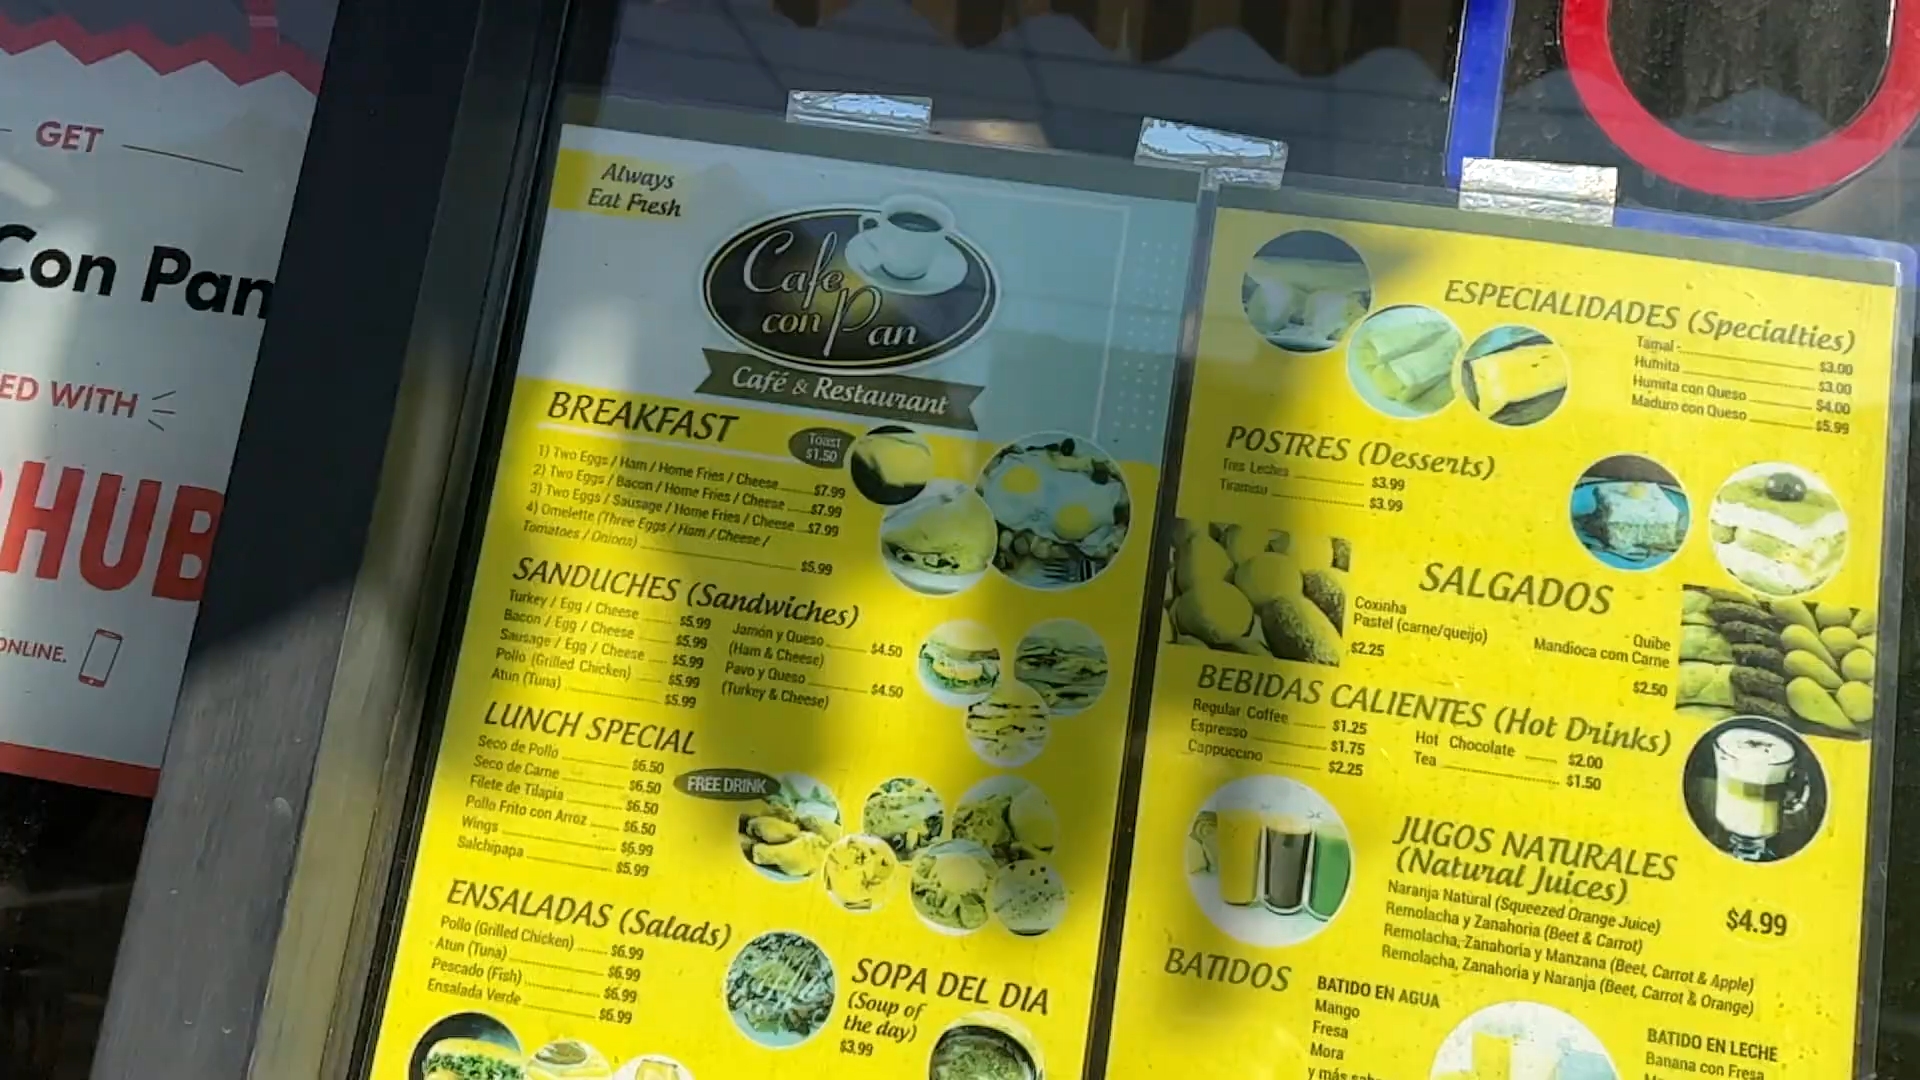 GET
Con Pan
ED WITH
HUB
ONLINE.
Always
Eat Fresh
Cafe
con Pan
Café & Restaurant
BREAKFAST
Toast
$1.50
1) Two Eggs / Ham / Home Fries / Cheese $7.99
2) Two Eggs / Bacon / Home Fries / Cheese $7.99
3) Two Eggs / Sausage / Home Fries / Cheese $7.99
4) Omelette (Three Eggs / Ham / Cheese /
Tomatoes / Onions) $5.99
SANDUCHES (Sandwiches)
Turkey / Egg / Cheese $5.99
Bacon / Egg / Cheese $5.99
Sausage / Egg / Cheese $5.99
Pollo (Grilled Chicken) $5.99
Atun (Tuna) $5.99
Jamón y Queso $4.50
(Ham & Cheese)
Pavo y Queso $4.50
(Turkey & Cheese)
LUNCH SPECIAL
Seco de Pollo $6.50
Seco de Carne $6.50
Filete de Tilapia $6.50
Pollo Frito con Arroz $6.50
Wings $6.99
Salchipapa $5.99
FREE DRINK
ENSALADAS (Salads)
Pollo (Grilled Chicken) $6.99
Atun (Tuna) $6.99
Pescado (Fish) $6.99
Ensalada Verde $6.99
SOPA DEL DIA
(Soup of
the day)
$3.99
ESPECIALIDADES (Specialties)
Tamal $3.00
Humita $3.00
Humita con Queso $4.00
Maduro con Queso $5.99
POSTRES (Desserts)
Tres Leches $3.99
Tiramisu $3.99
SALGADOS
Coxinha
Pastel (carne/queijo)
$2.25
Quibe
Mandioca com Carne
$2.50
BEBIDAS CALIENTES (Hot Drinks)
Regular Coffee $1.25
Espresso $1.75
Cappuccino $2.25
Hot Chocolate $2.00
Tea $1.50
JUGOS NATURALES
(Natural Juices)
Naranja Natural (Squeezed Orange Juice)
Remolacha y Zanahoria (Beet & Carrot)
Remolacha, Zanahoria y Manzana (Beet, Carrot & Apple)
Remolacha, Zanahoria y Naranja (Beet, Carrot & Orange)
$4.99
BATIDOS
BATIDO EN AGUA
Mango
Fresa
Mora
y más
BATIDO EN LECHE
Banana con Fresa